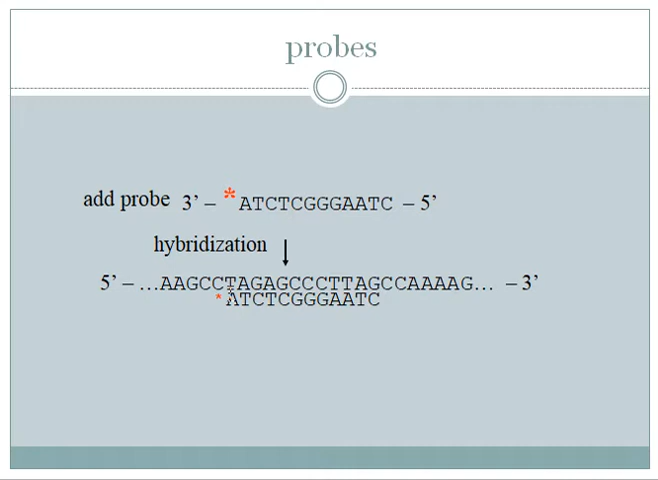 probes
add probe 3’ – *ATCTCGGGAATC – 5’
hybridization
5’ – ...AAGCCTAGAGCCCTTAGCCAAAAG... – 3’
*ATCTCGGGAATC